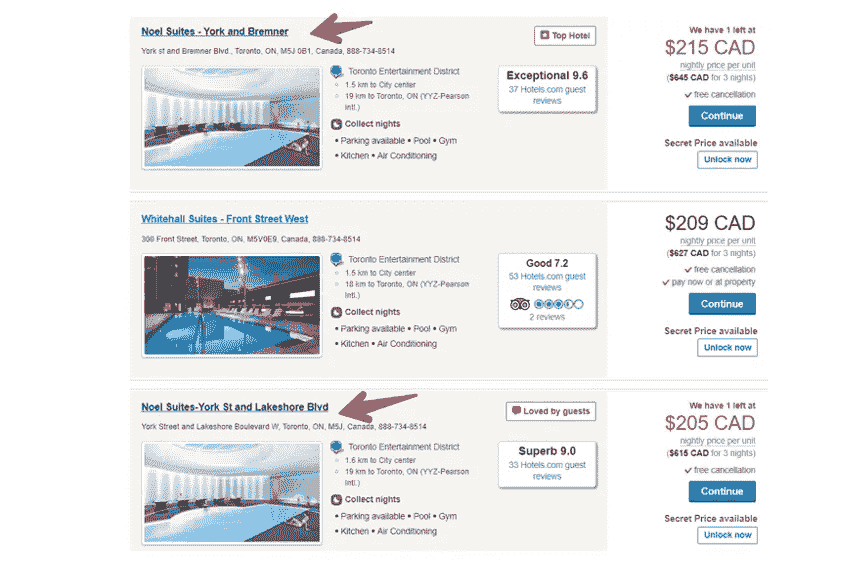 Noel Suites - York and Bremner
York st and Bremner Blvd., Toronto, ON, M5J 0B1, Canada, 888-734-8514
Toronto Entertainment District
1.5 km to City center
19 km to Toronto, ON (YYZ-Pearson
Intl.)
Collect nights
• Parking available • Pool • Gym
• Kitchen • Air Conditioning
Top Hotel
Exceptional 9.6
37 Hotels.com guest
reviews
We have 1 left at
$215 CAD
nightly price per unit
($645 CAD for 3 nights)
free cancellation
Continue
Secret Price available
Unlock now
Whitehall Suites - Front Street West
300 Front Street, Toronto, ON, M5V0E9, Canada, 888-734-8514
Toronto Entertainment District
1.5 km to City center
18 km to Toronto, ON (YYZ-Pearson
Intl.)
Collect nights
• Parking available • Pool • Gym
• Kitchen • Air Conditioning
Good 7.2
53 Hotels.com guest
reviews
2 reviews
$209 CAD
nightly price per unit
($627 CAD for 3 nights)
free cancellation
pay now or at property
Continue
Secret Price available
Unlock now
Noel Suites-York St and Lakeshore Blvd
York Street and Lakeshore Boulevard W, Toronto, ON, M5J, Canada, 888-734-8514
Toronto Entertainment District
1.6 km to City center
19 km to Toronto, ON (YYZ-Pearson
Intl.)
Collect nights
• Parking available • Pool • Gym
• Kitchen • Air Conditioning
Loved by guests
Superb 9.0
33 Hotels.com guest
reviews
We have 1 left at
$205 CAD
nightly price per unit
($615 CAD for 3 nights)
free cancellation
Continue
Secret Price available
Unlock now